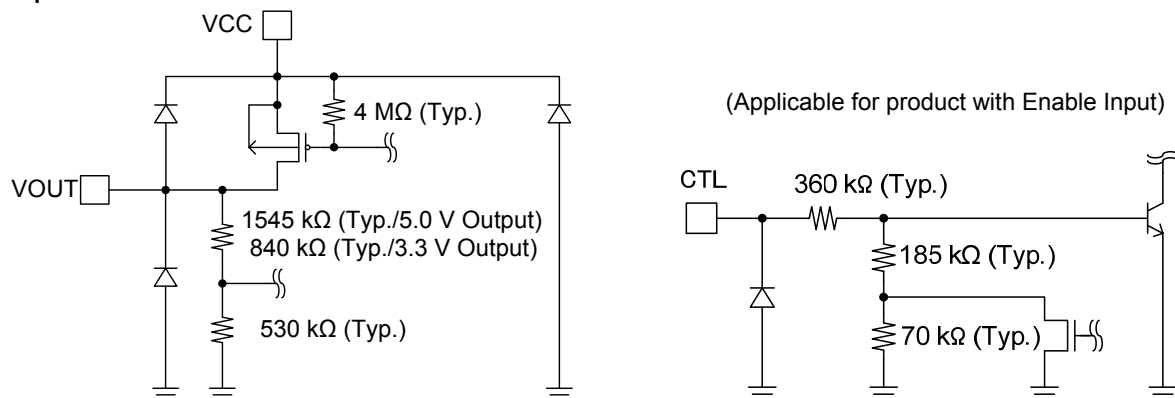 VCC
4 MΩ (Typ.)
VOUT
1545 kΩ (Typ./5.0 V Output)
840 kΩ (Typ./3.3 V Output)
530 kΩ (Typ.)
(Applicable for product with Enable Input)
CTL
360 kΩ (Typ.)
185 kΩ (Typ.)
70 kΩ (Typ.)